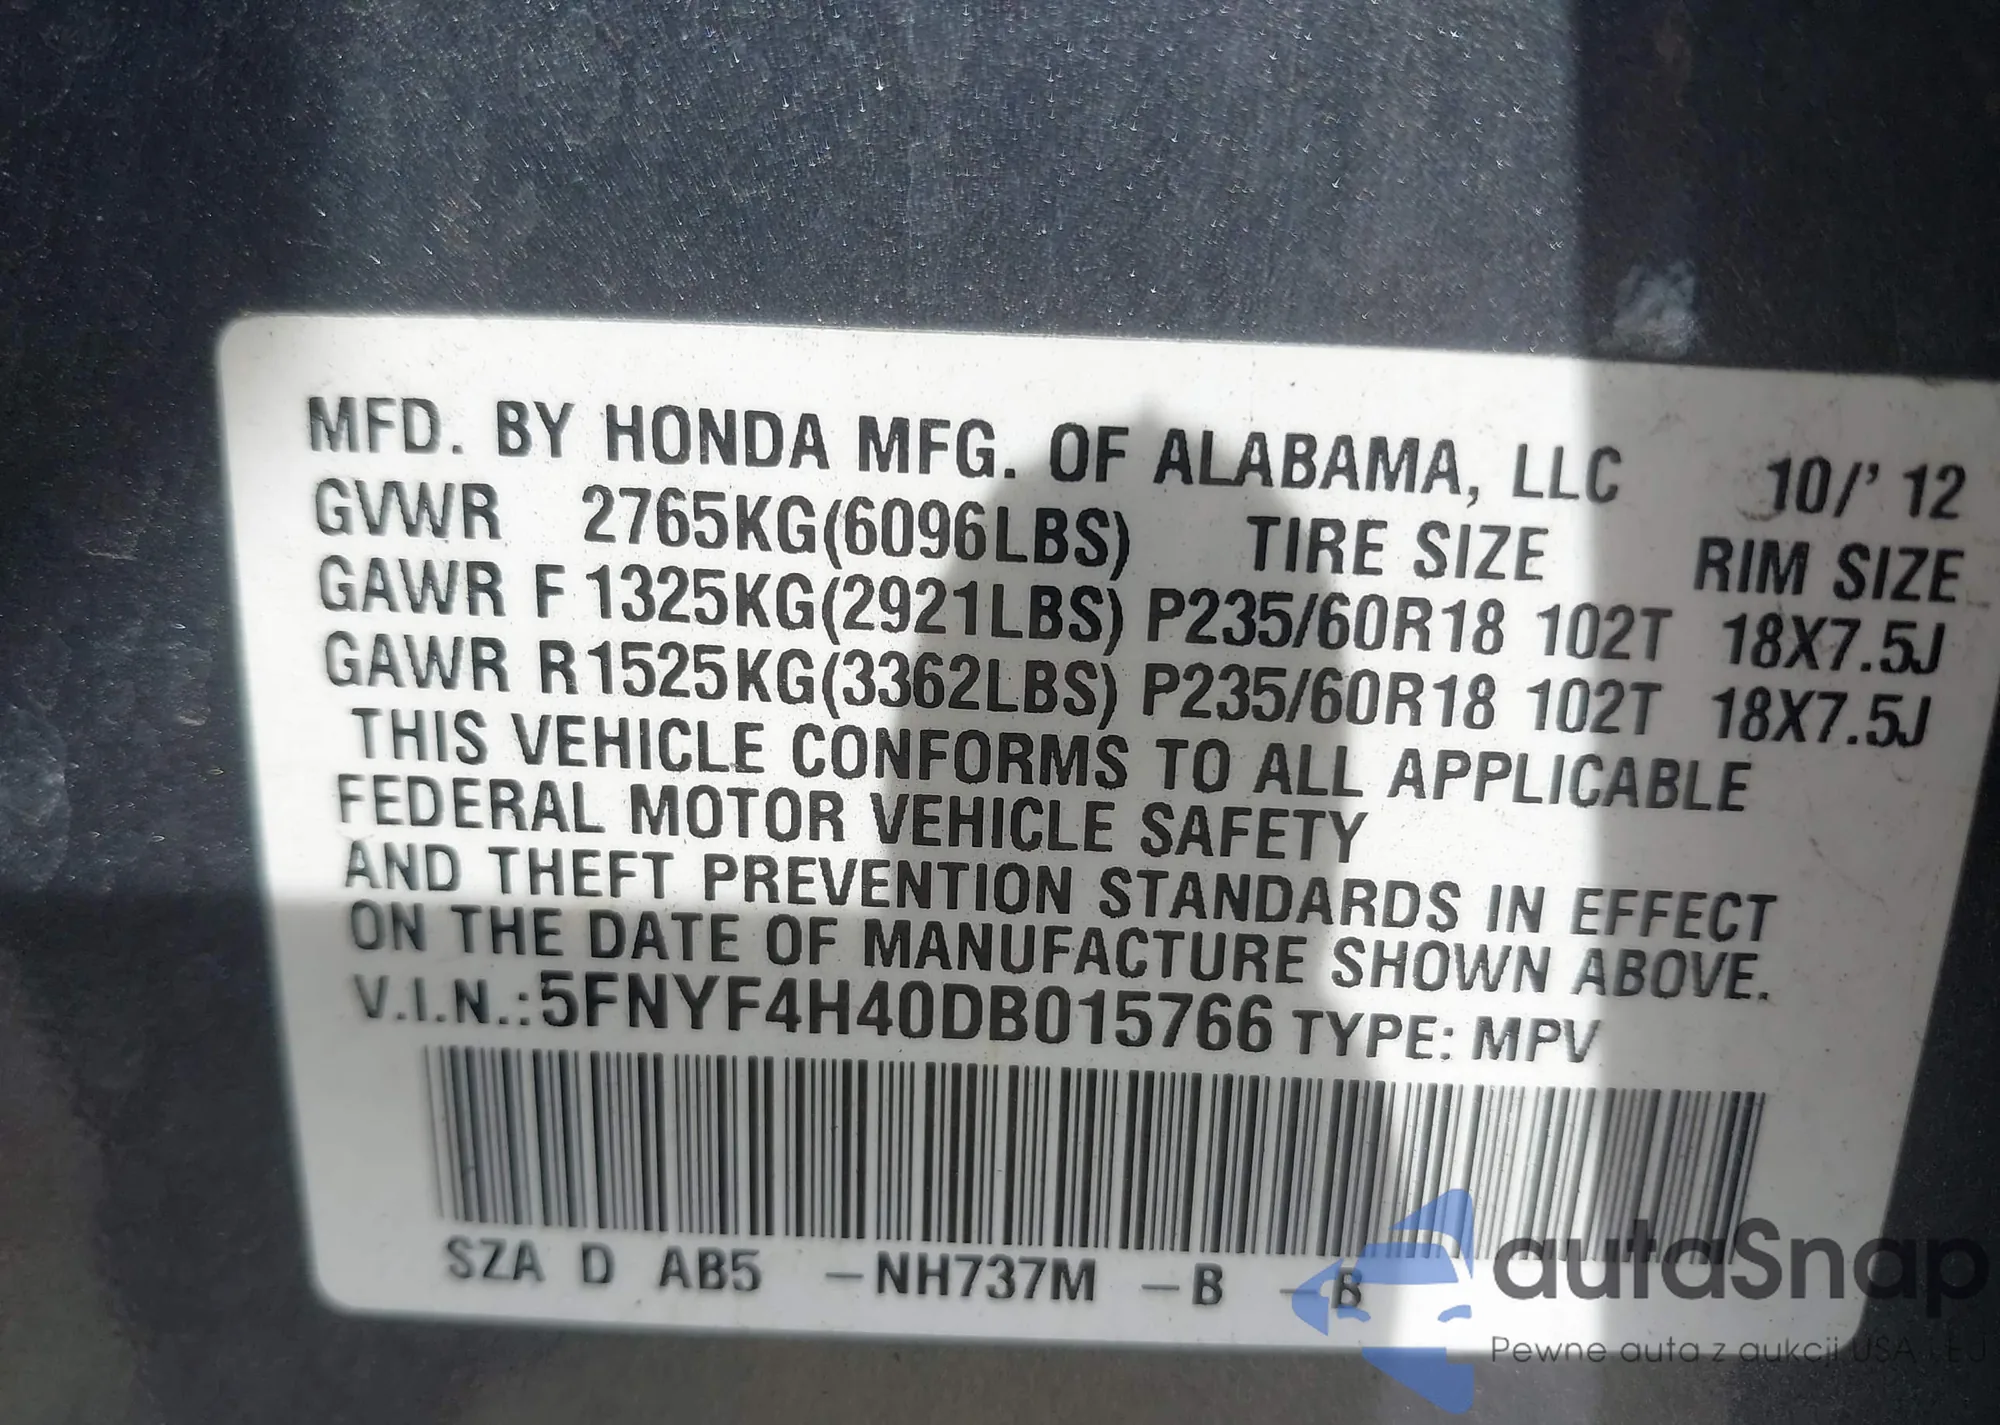 MFD. BY HONDA MFG. OF ALABAMA, LLC 10/'12
GVWR 2765KG(6096LBS) TIRE SIZE RIM SIZE
GAWR F 1325KG(2921LBS) P235/60R18 102T 18X7.5J
GAWR R 1525KG(3362LBS) P235/60R18 102T 18X7.5J
THIS VEHICLE CONFORMS TO ALL APPLICABLE
FEDERAL MOTOR VEHICLE SAFETY
AND THEFT PREVENTION STANDARDS IN EFFECT
ON THE DATE OF MANUFACTURE SHOWN ABOVE.
V.I.N.:5FNYF4H40DB015766 TYPE: MPV
SZA D AB5 -NH737M -B -B
autaSnap
Pewne auta z aukcji USA i EU